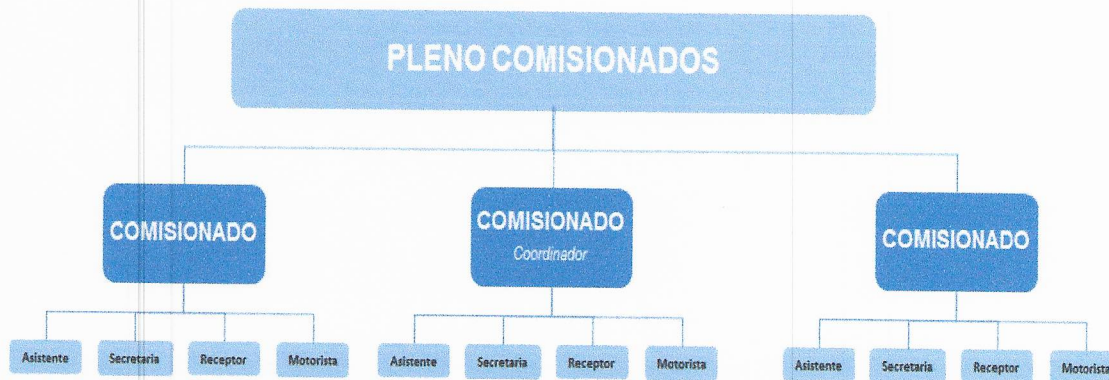 PLENO COMISIONADOS
COMISIONADO
COMISIONADO
Coordinador
COMISIONADO
Asistente Secretaria Receptor Motorista
Asistente Secretaria Receptor Motorista
Asistente Secretaria Receptor Motorista